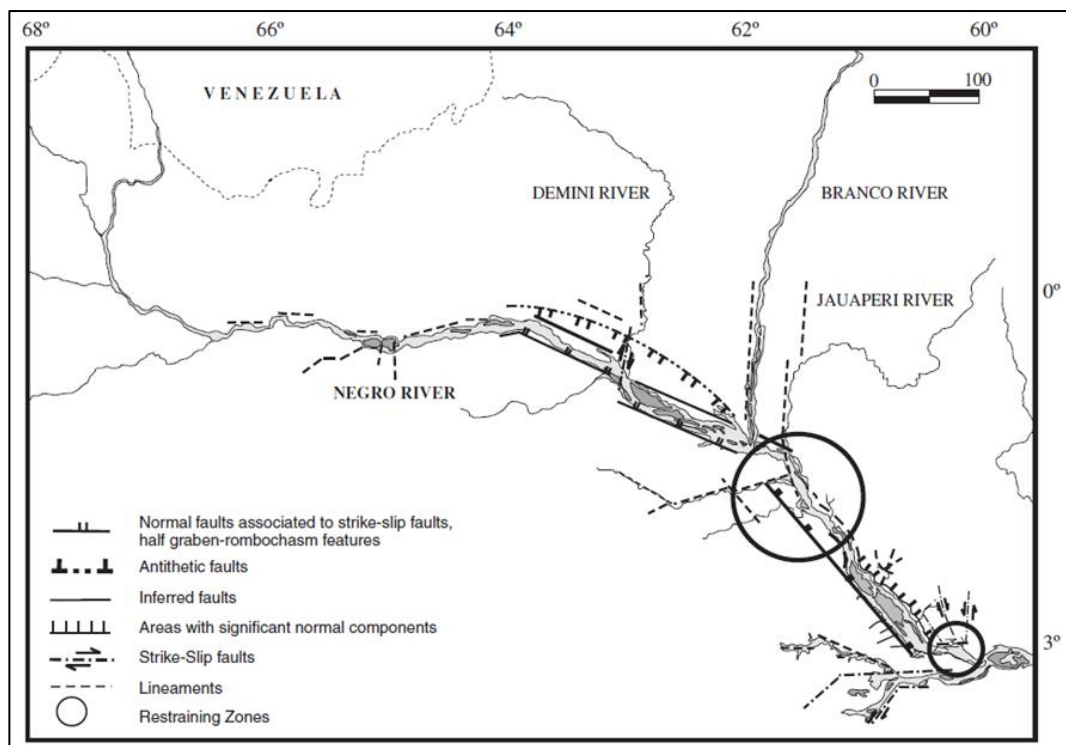 68º 66º 64º 62º 60º
0 100
VENEZUELA
DEMINI RIVER BRANCO RIVER
0º
JAUAPERI RIVER
NEGRO RIVER
Normal faults associated to strike-slip faults,
half graben-rombochasm features
Antithetic faults
Inferred faults
Areas with significant normal components
3º
Strike-Slip faults
Lineaments
Restraining Zones